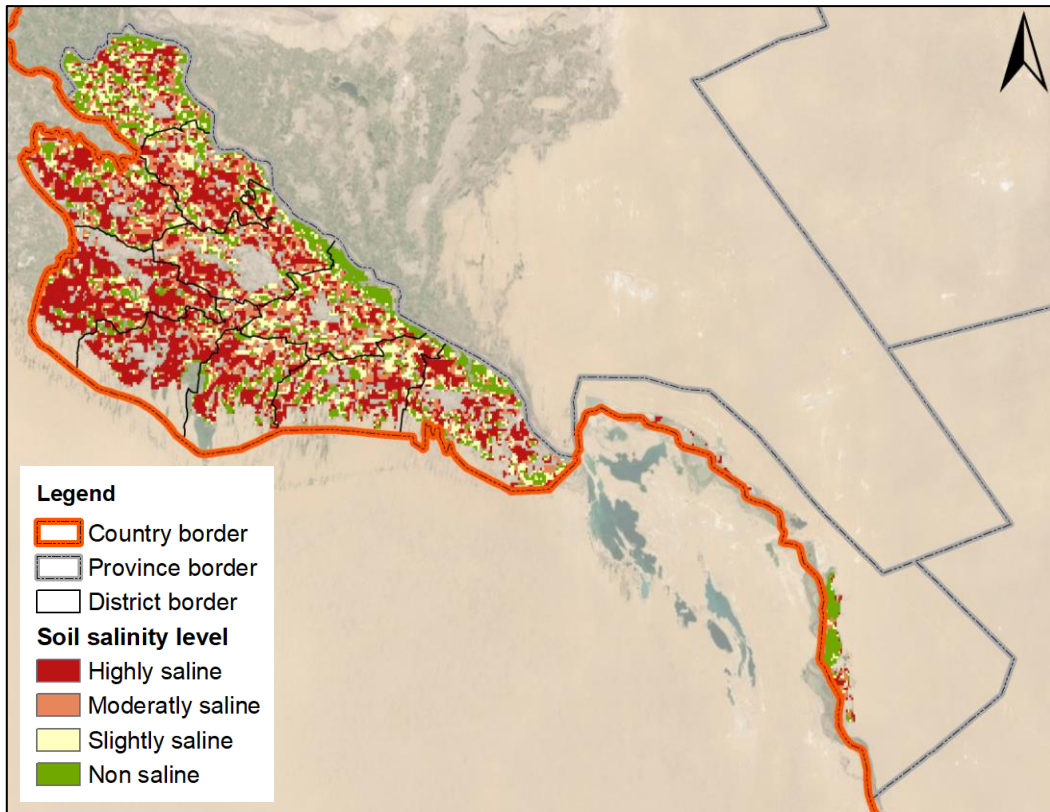 Legend
Country border
Province border
District border
Soil salinity level
Highly saline
Moderatly saline
Slightly saline
Non saline